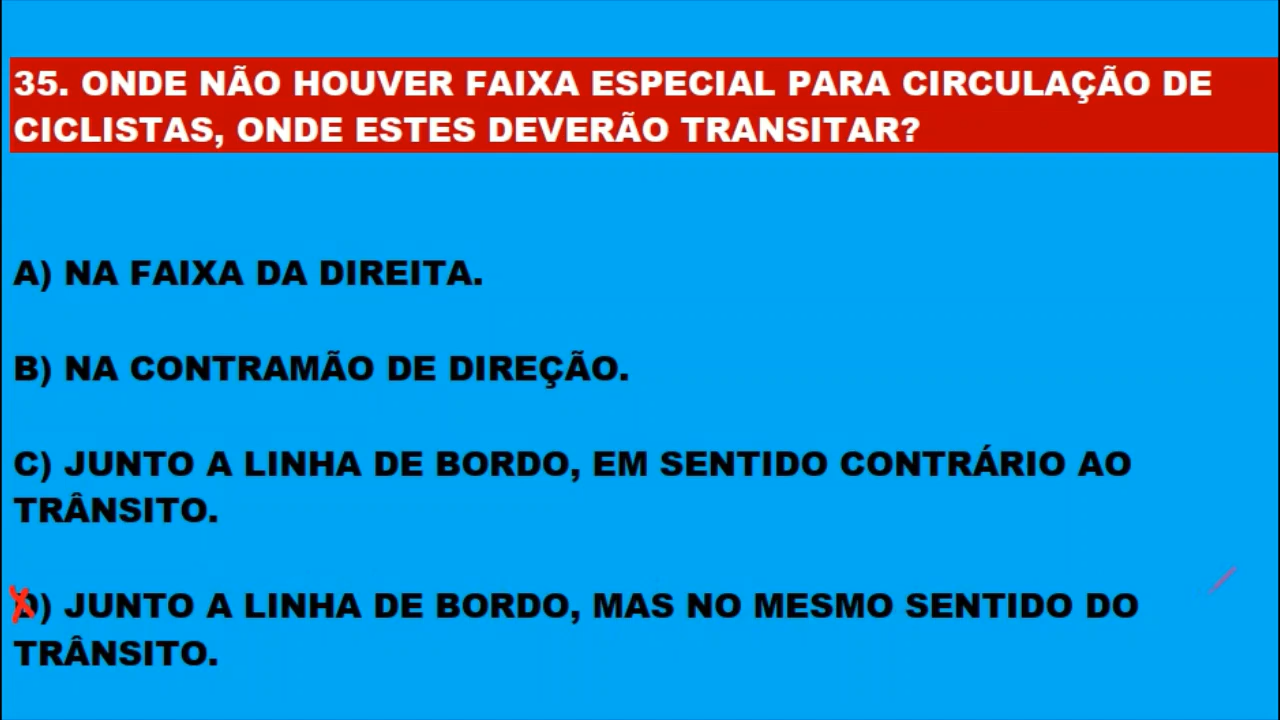 35. ONDE NÃO HOUVER FAIXA ESPECIAL PARA CIRCULAÇÃO DE
CICLISTAS, ONDE ESTES DEVERÃO TRANSITAR?
A) NA FAIXA DA DIREITA.
B) NA CONTRAMÃO DE DIREÇÃO.
C) JUNTO A LINHA DE BORDO, EM SENTIDO CONTRÁRIO AO
TRÂNSITO.
D) JUNTO A LINHA DE BORDO, MAS NO MESMO SENTIDO DO
TRÂNSITO.